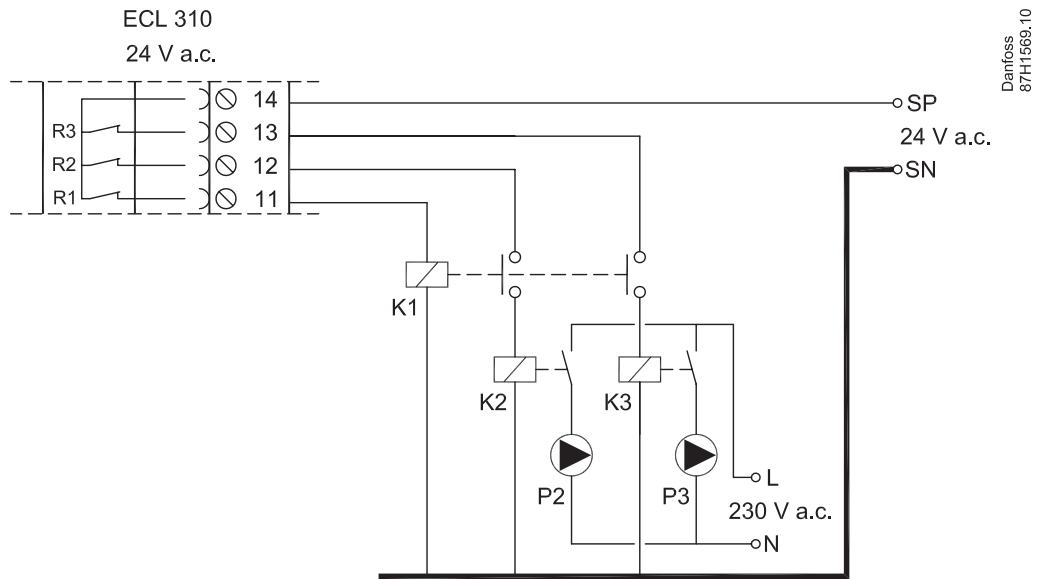 ECL 310
24 V a.c.
Danfoss
87H1569.10
14
SP
R3
13
24 V a.c.
R2
12
SN
R1
11
K1
K2
K3
P2
P3
L
230 V a.c.
N